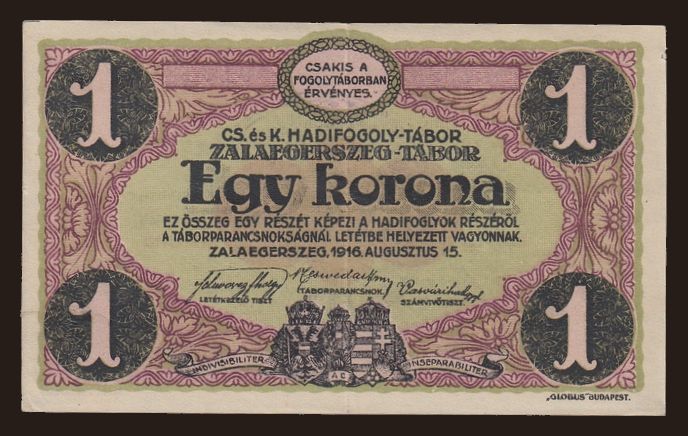 CSAKIS A
FOGOLYTÁBORBAN
ÉRVÉNYES.
1 1
CS. és K. HADIFOGOLY-TÁBOR
ZALAEGERSZEG-TÁBOR
Egy korona
EZ ÖSSZEG EGY RÉSZÉT KÉPEZI A HADIFOGLYOK RÉSZÉRŐL
A TÁBORPARANCSNOKSÁGNÁL LETÉTBE HELYEZETT VAGYONNAK.
ZALAEGERSZEG, 1916. AUGUSZTUS 15.
LETÉTKEZELŐ TISZT
TÁBORPARANCSNOK.
SZÁMVIVŐTISZT.
1 1
INDIVISIBILITER AC INSEPARABILITER
„GLOBUS" BUDAPEST.